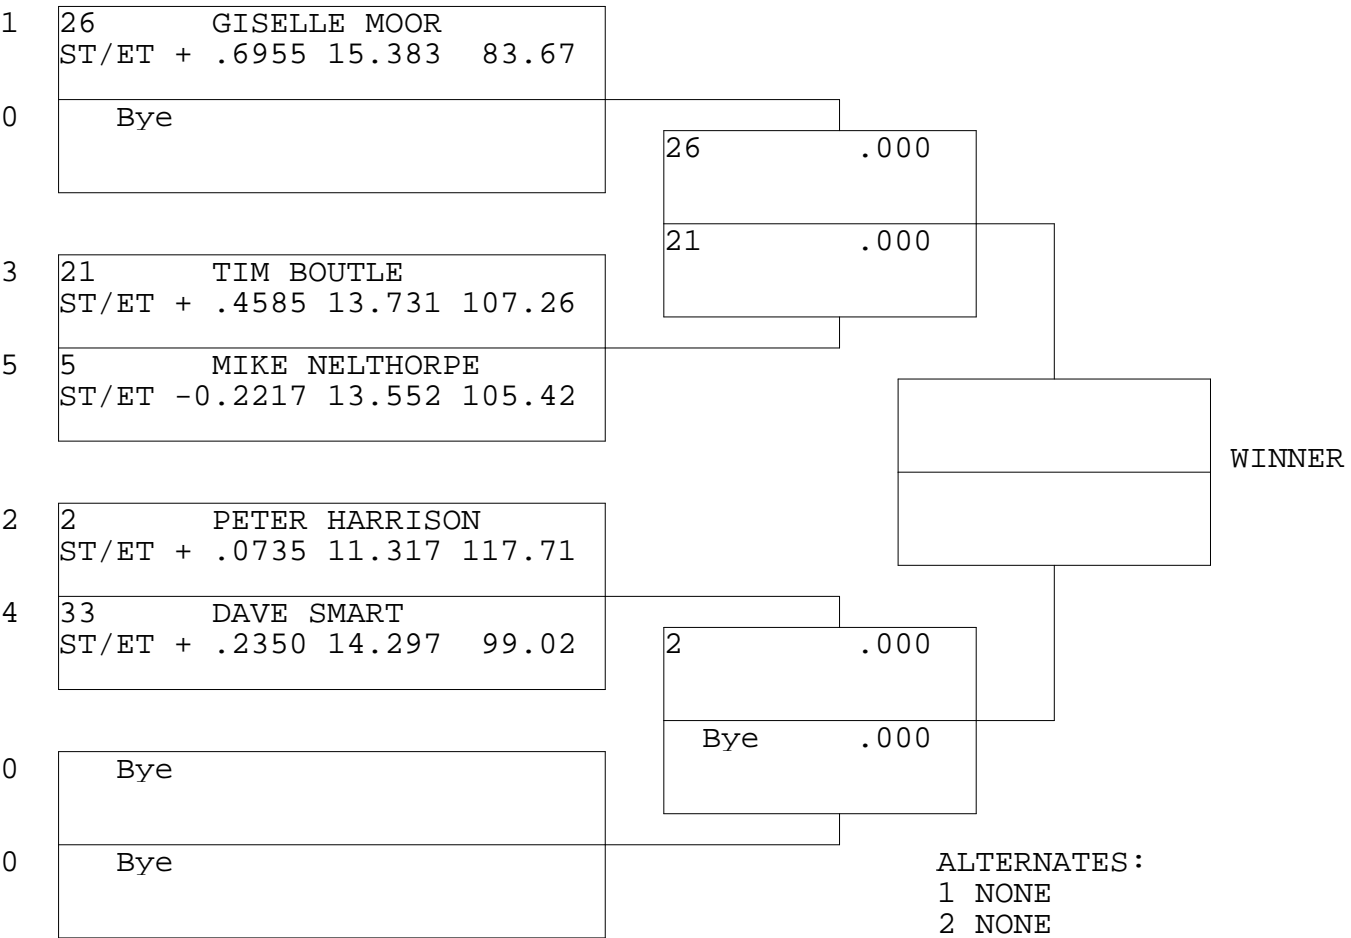 1 26 GISELLE MOOR
ST/ET + .6955 15.383 83.67
0 Bye
26 .000
21 .000
3 21 TIM BOUTLE
ST/ET + .4585 13.731 107.26
5 5 MIKE NELTHORPE
ST/ET -0.2217 13.552 105.42
WINNER
2 2 PETER HARRISON
ST/ET + .0735 11.317 117.71
4 33 DAVE SMART
ST/ET + .2350 14.297 99.02
2 .000
Bye .000
0 Bye
0 Bye
ALTERNATES:
1 NONE
2 NONE